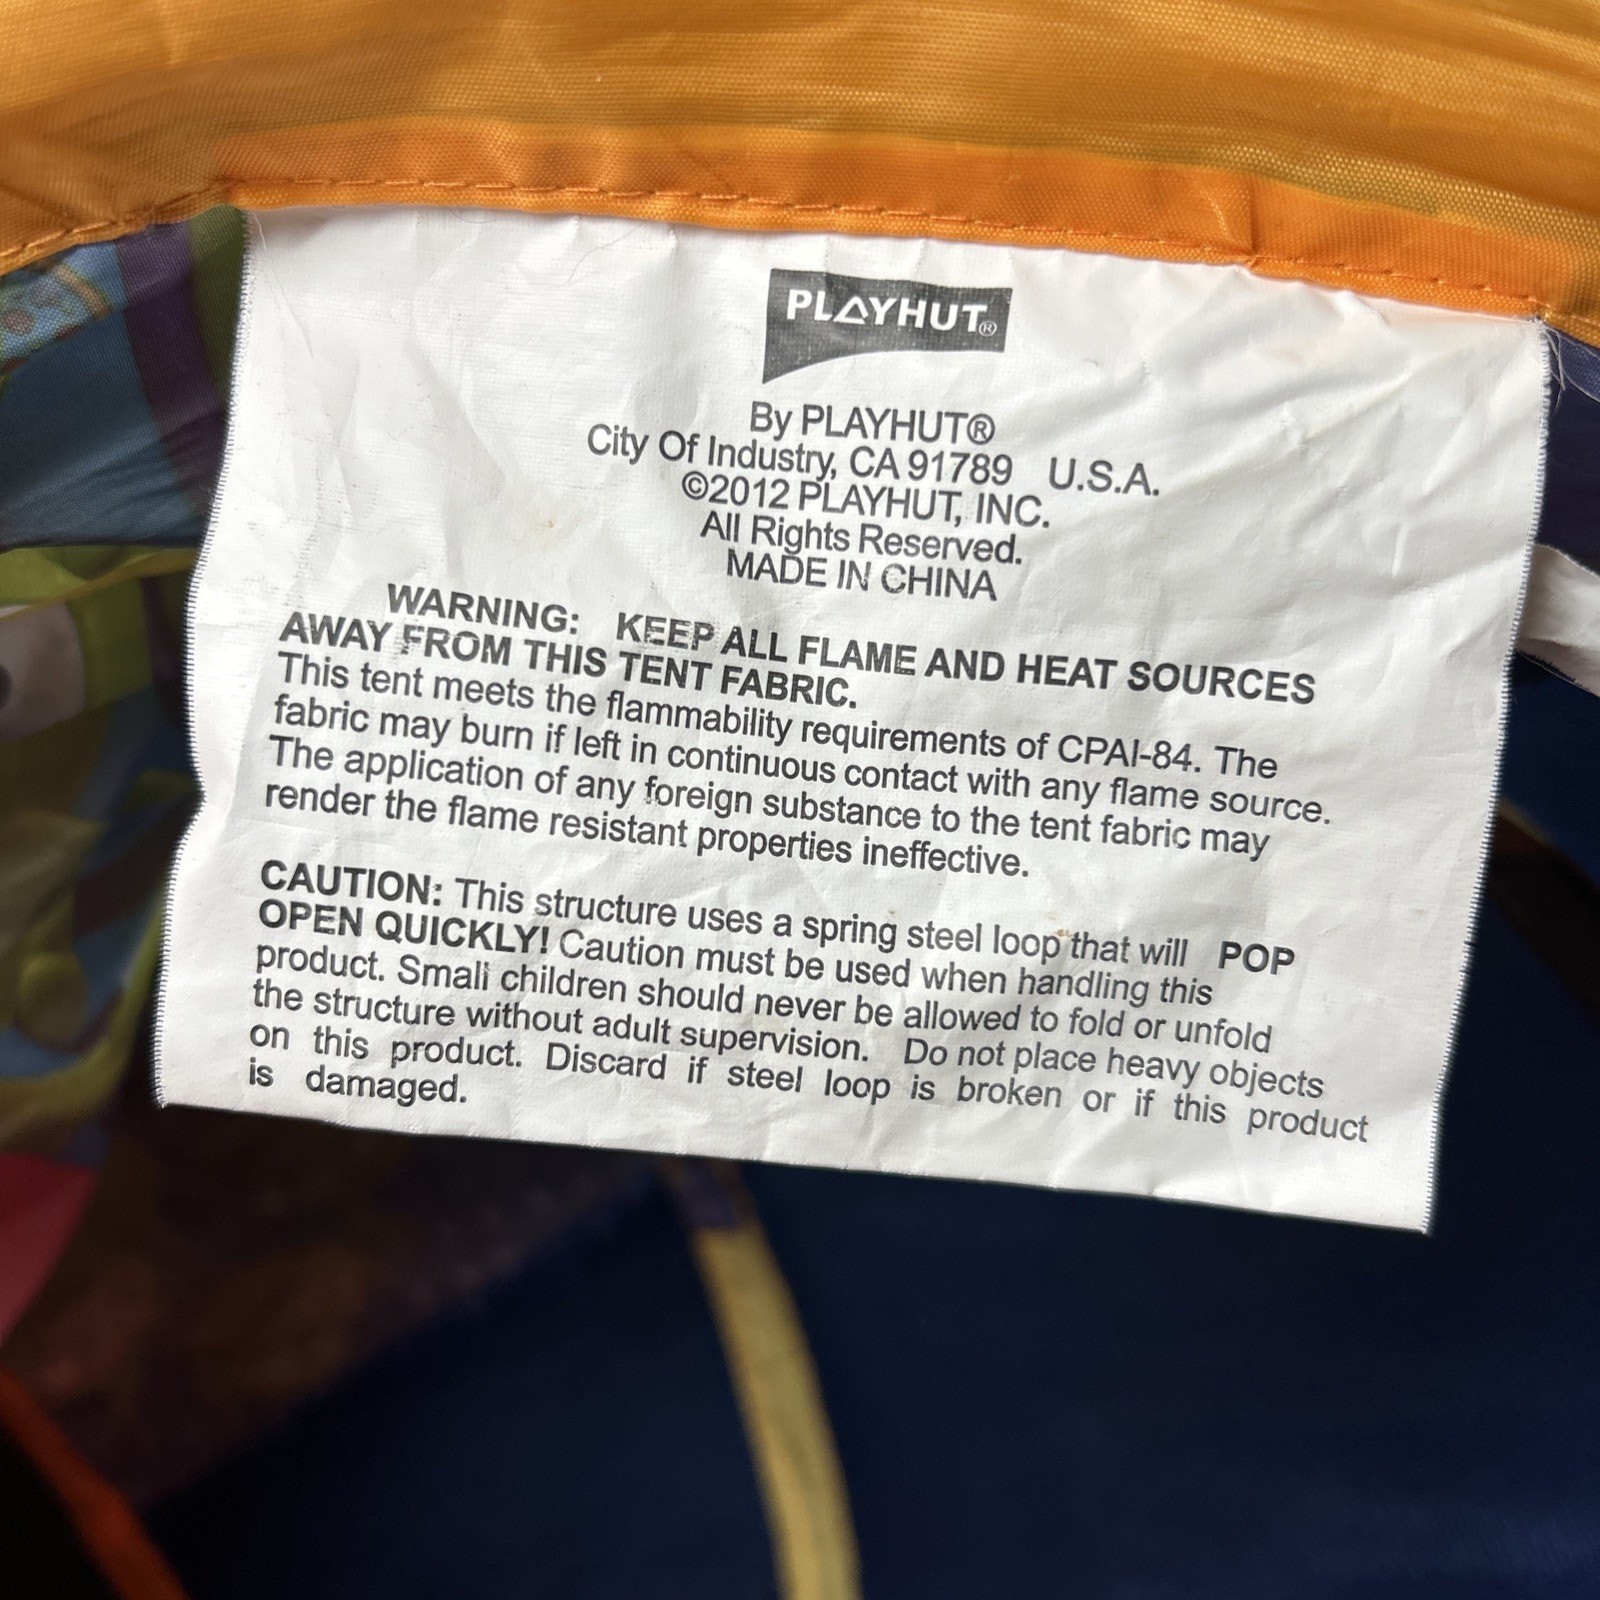 PLAYHUT®
By PLAYHUT®
City Of Industry, CA 91789 U.S.A.
©2012 PLAYHUT, INC.
All Rights Reserved.
MADE IN CHINA
WARNING: KEEP ALL FLAME AND HEAT SOURCES
AWAY FROM THIS TENT FABRIC.
This tent meets the flammability requirements of CPAI-84. The
fabric may burn if left in continuous contact with any flame source.
The application of any foreign substance to the tent fabric may
render the flame resistant properties ineffective.
CAUTION: This structure uses a spring steel loop that will POP
OPEN QUICKLY! Caution must be used when handling this
product. Small children should never be allowed to fold or unfold
the structure without adult supervision. Do not place heavy objects
on this product. Discard if steel loop is broken or if this product
is damaged.